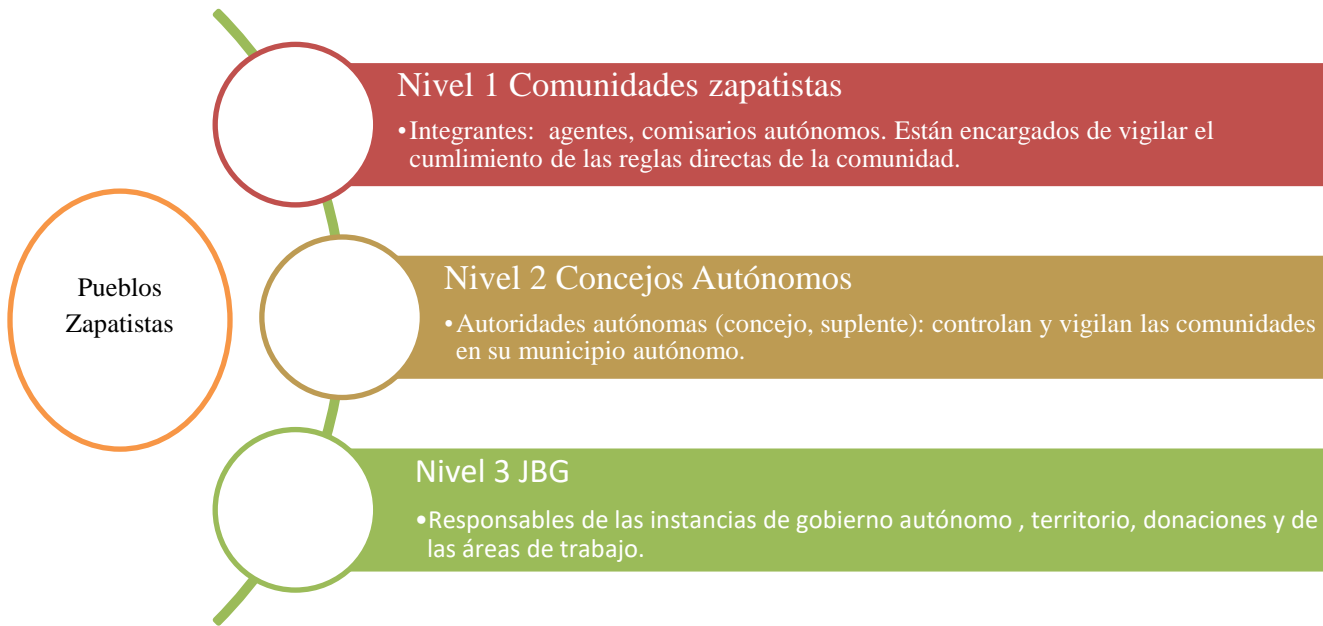 Pueblos
Zapatistas
Nivel 1 Comunidades zapatistas
•Integrantes: agentes, comisarios autónomos. Están encargados de vigilar el
cumlimiento de las reglas directas de la comunidad.
Nivel 2 Concejos Autónomos
•Autoridades autónomas (concejo, suplente): controlan y vigilan las comunidades
en su municipio autónomo.
Nivel 3 JBG
•Responsables de las instancias de gobierno autónomo , territorio, donaciones y de
las áreas de trabajo.